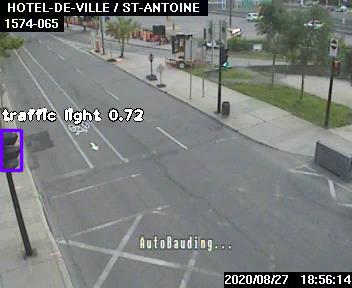 HOTEL-DE-VILLE / ST-ANTOINE
1574-065
traffic light 0.72
AutoBauding...
2020/08/27 18:56:14